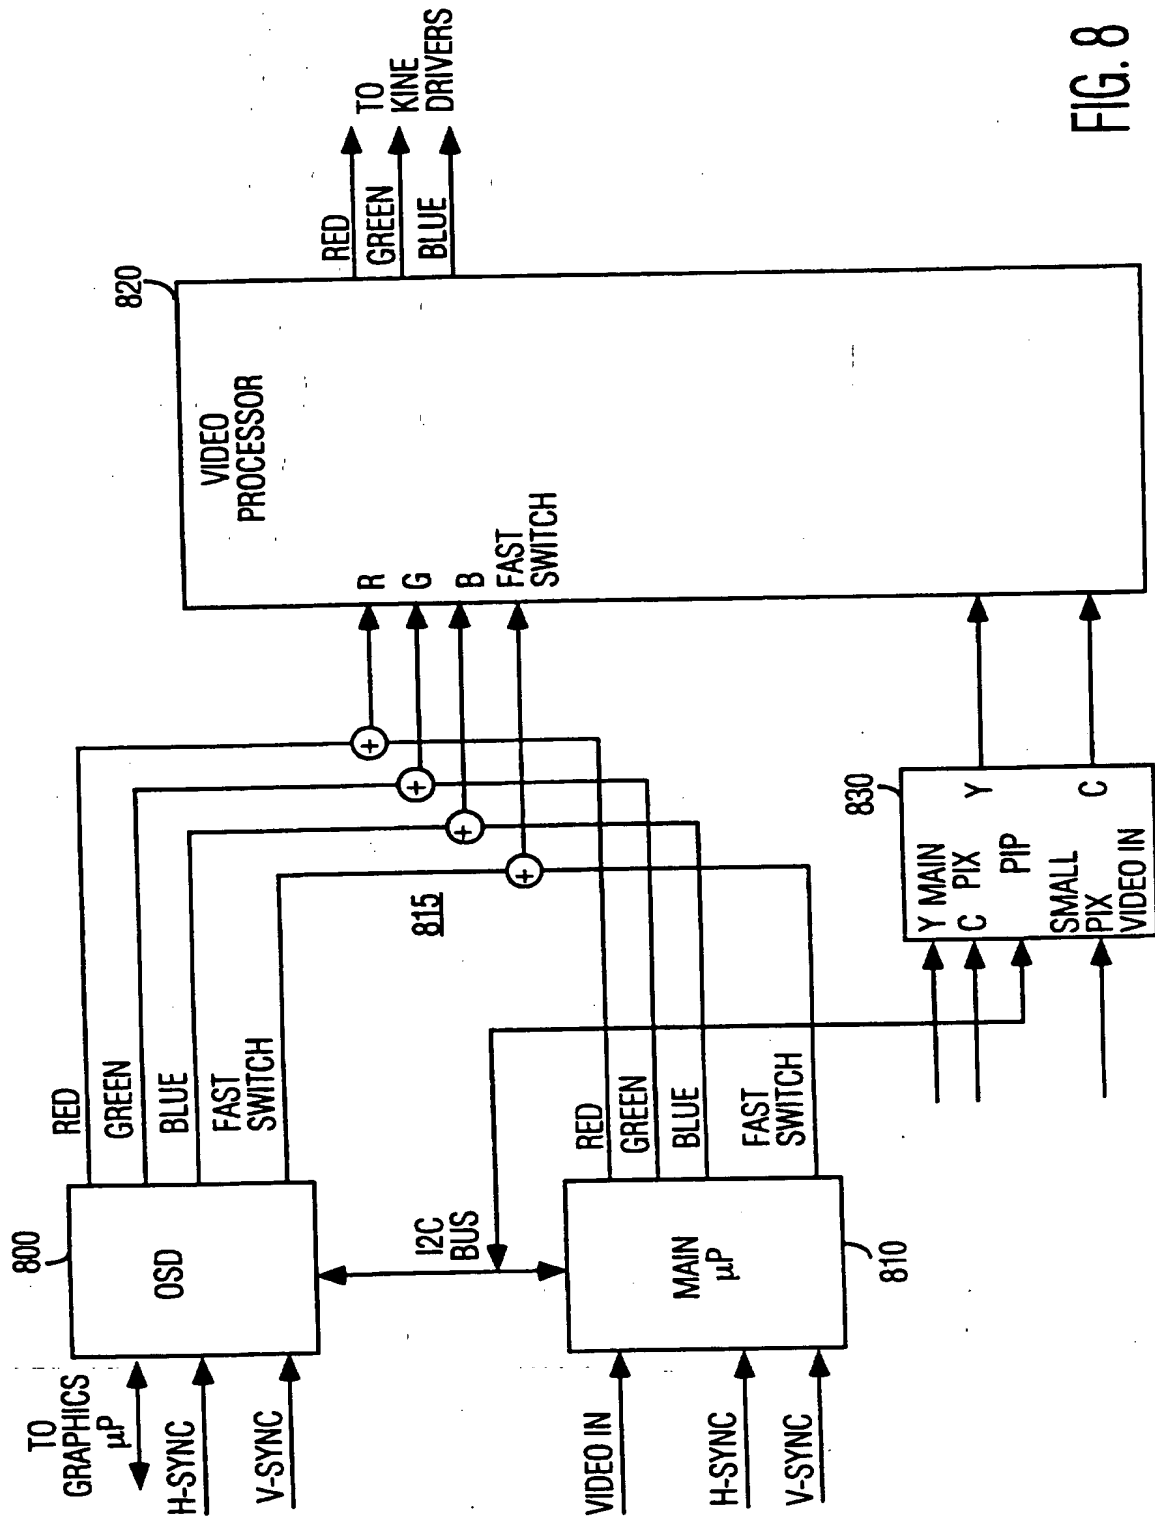 TO
GRAPHICS
µP
H-SYNC
V-SYNC
800
OSD
RED
GREEN
BLUE
FAST
SWITCH
I2C
BUS
VIDEO IN
H-SYNC
V-SYNC
MAIN
µP
810
RED
GREEN
BLUE
FAST
SWITCH
815
+
+
+
+
820
VIDEO
PROCESSOR
R
G
B
FAST
SWITCH
RED
GREEN
BLUE
TO
KINE
DRIVERS
830
Y MAIN Y
C PIX
PIP
SMALL C
PIX
VIDEO IN
FIG. 8